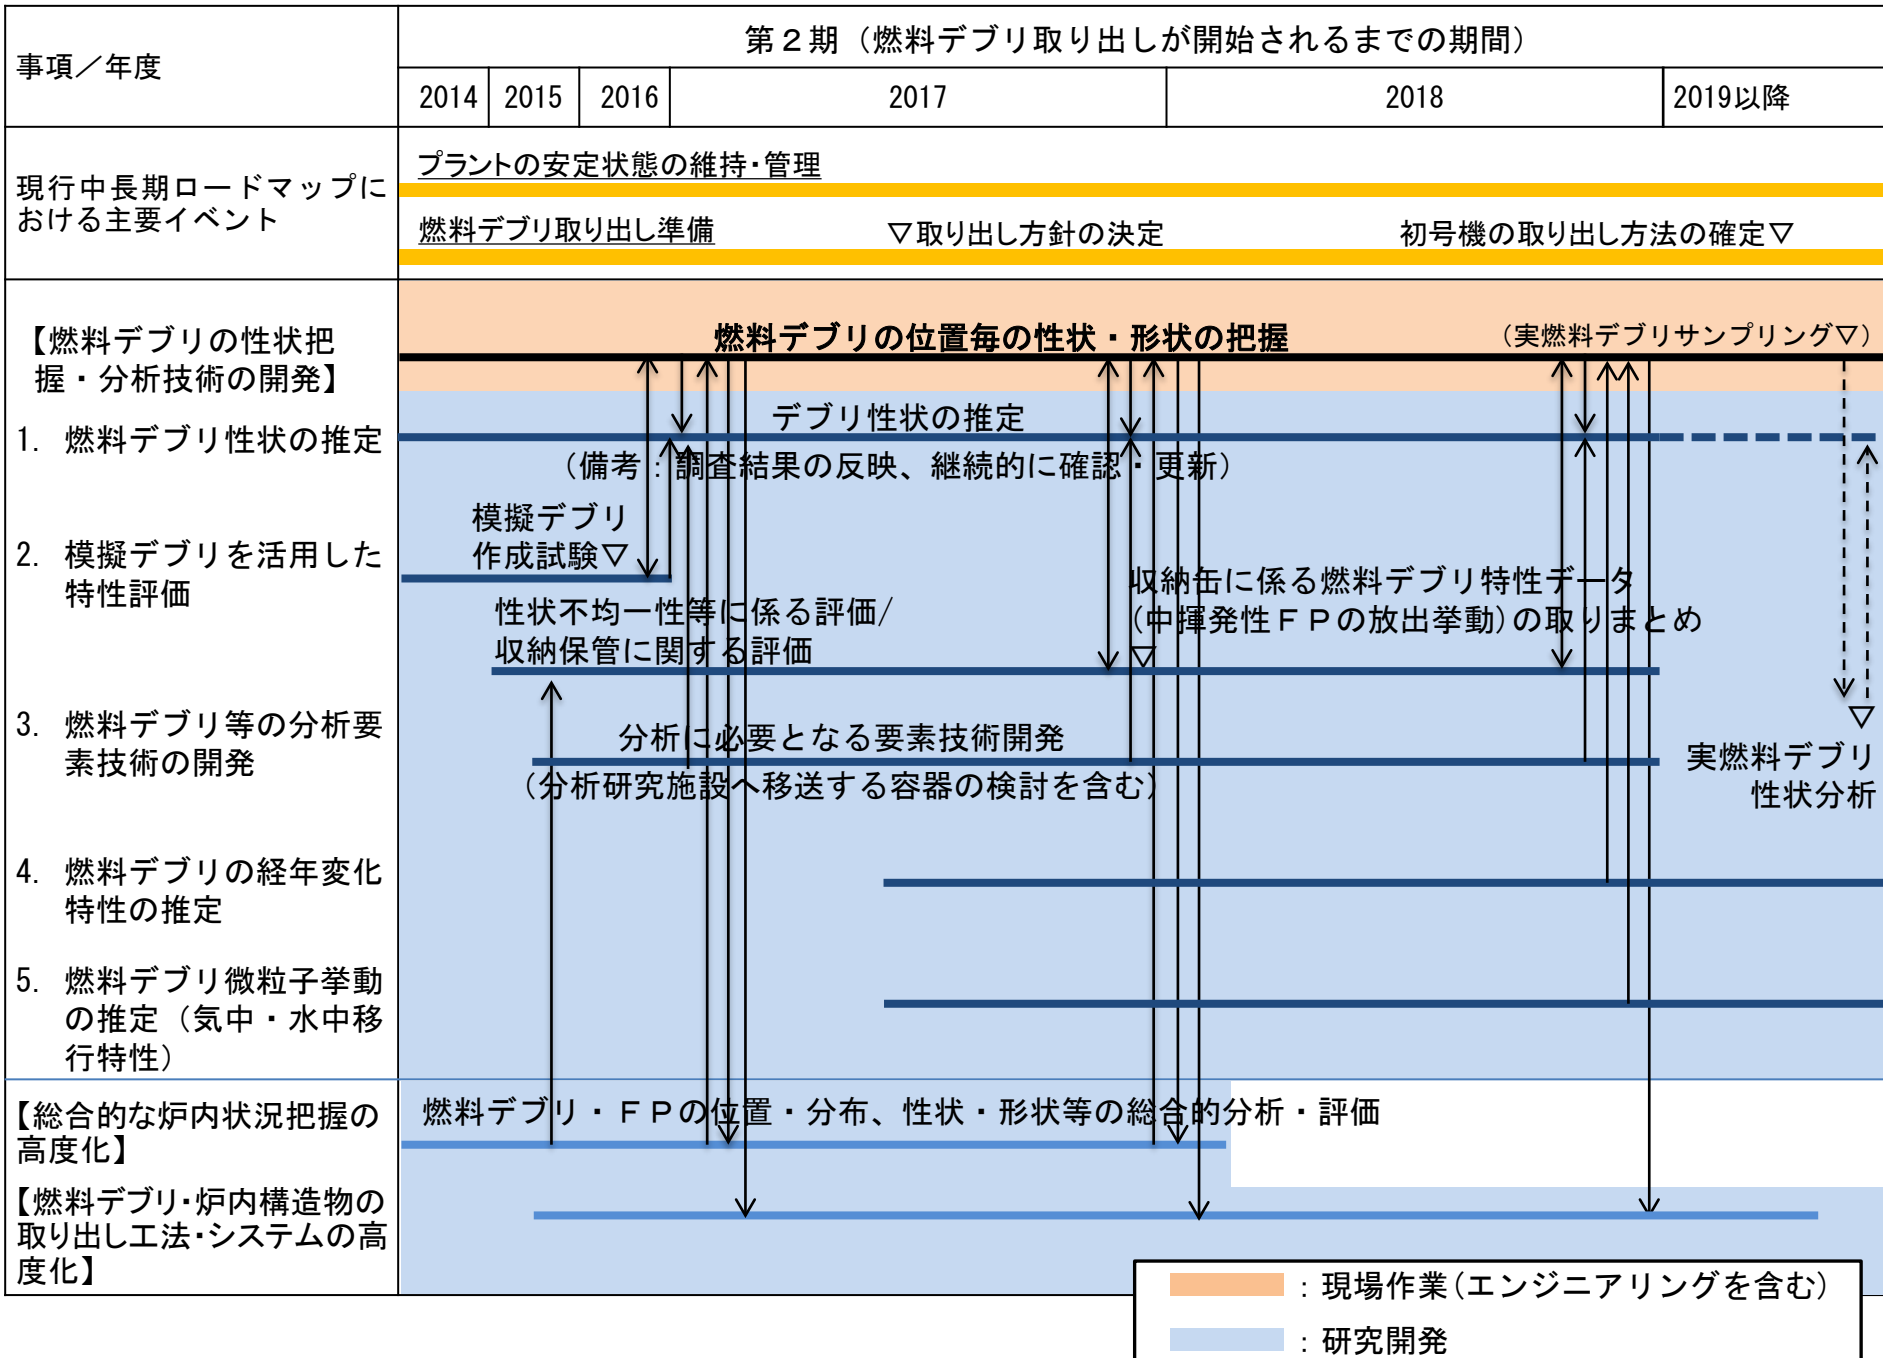 事項／年度
第２期（燃料デブリ取り出しが開始されるまでの期間）
2014
2015
2016
2017
2018
2019以降
現行中長期ロードマップに
おける主要イベント
プラントの安定状態の維持･管理
燃料デブリ取り出し準備
▽取り出し方針の決定
初号機の取り出し方法の確定▽
【燃料デブリの性状把
握・分析技術の開発】
燃料デブリの位置毎の性状・形状の把握
（実燃料デブリサンプリング▽）
1. 燃料デブリ性状の推定
デブリ性状の推定
（備考：調査結果の反映、継続的に確認・更新）
2. 模擬デブリを活用した
特性評価
模擬デブリ
作成試験▽
性状不均一性等に係る評価/
収納保管に関する評価
収納缶に係る燃料デブリ特性データ
(中揮発性ＦＰの放出挙動)の取りまとめ
▽
3. 燃料デブリ等の分析要
素技術の開発
分析に必要となる要素技術開発
（分析研究施設へ移送する容器の検討を含む）
▽
実燃料デブリ
性状分析
4. 燃料デブリの経年変化
特性の推定
5. 燃料デブリ微粒子挙動
の推定（気中・水中移
行特性）
【総合的な炉内状況把握の
高度化】
燃料デブリ・ＦＰの位置・分布、性状・形状等の総合的分析・評価
【燃料デブリ･炉内構造物の
取り出し工法･システムの高
度化】
：現場作業(エンジニアリングを含む)
：研究開発